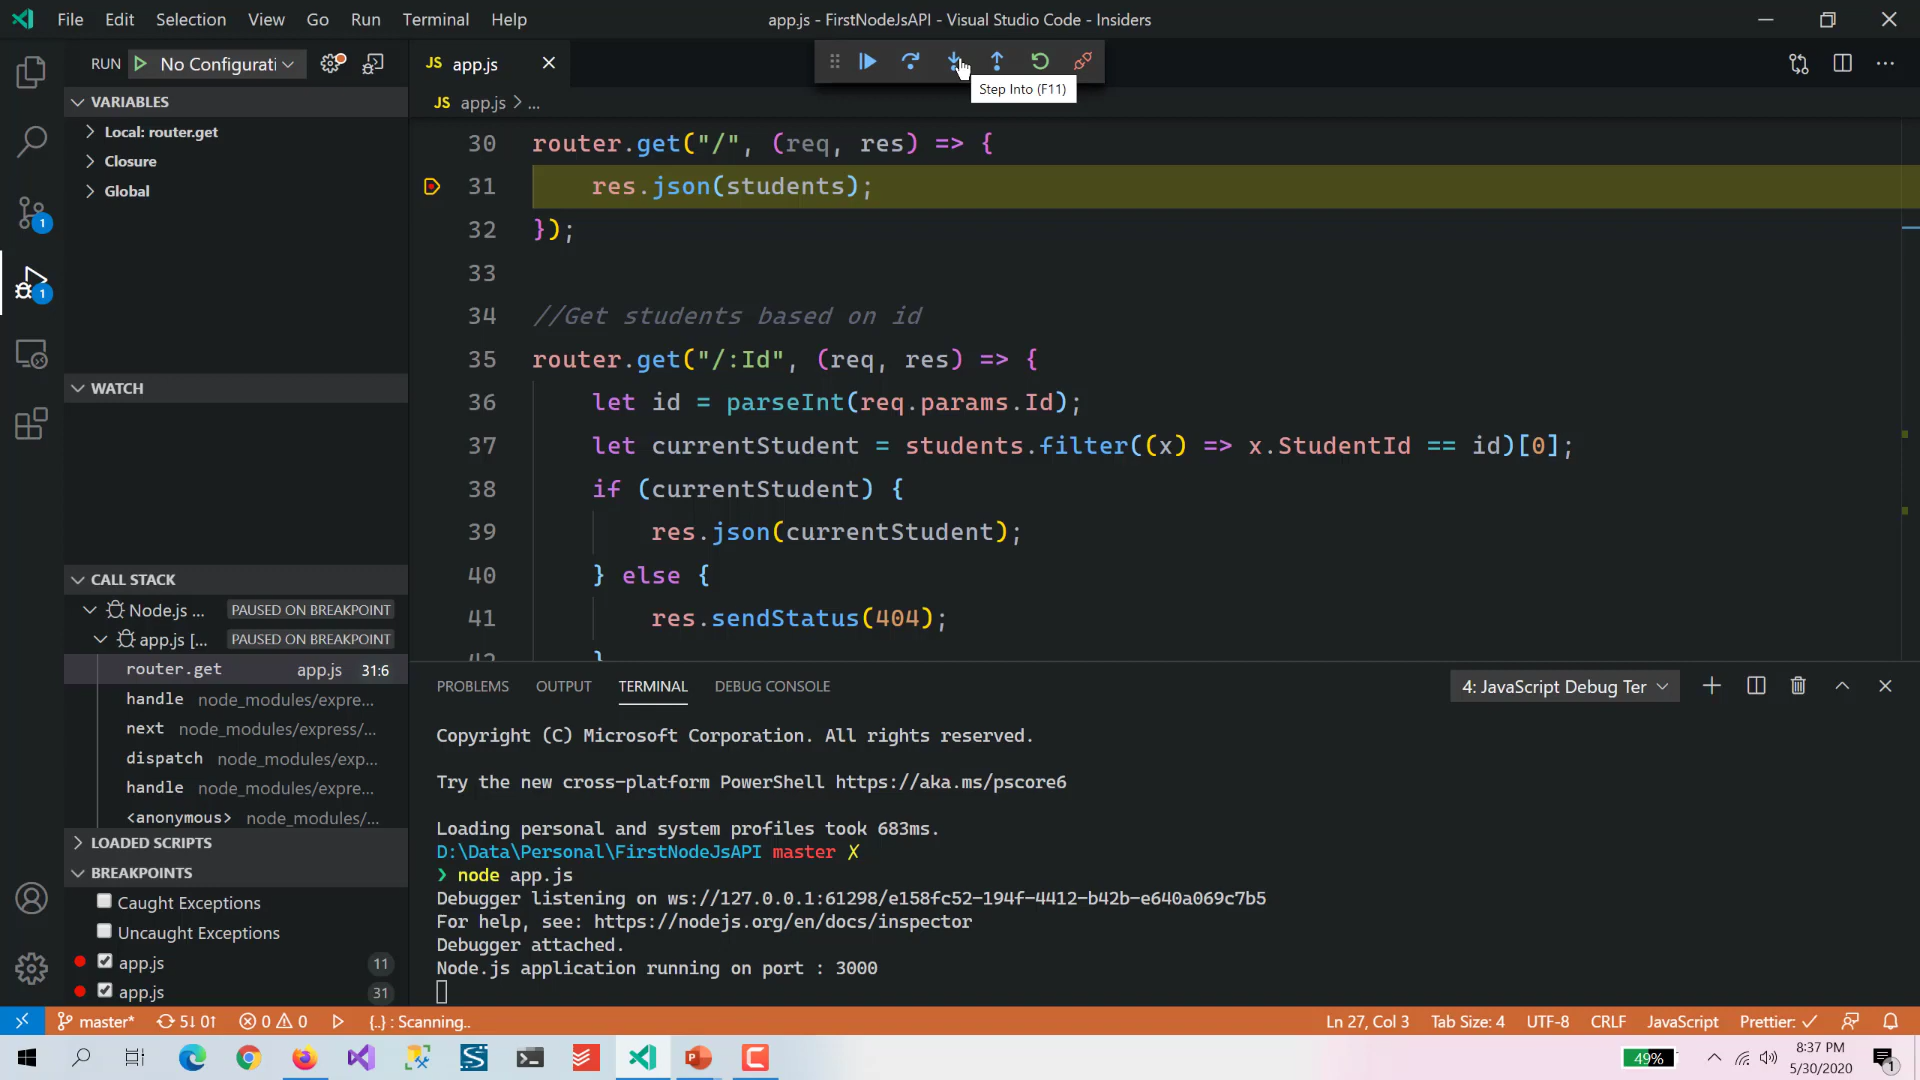 File Edit Selection View Go Run Terminal Help
app.js - FirstNodeJsAPI - Visual Studio Code - Insiders
RUN No Configurati
JS app.js
Step Into (F11)
JS app.js > ...
VARIABLES
Local: router.get
Closure
Global
WATCH
CALL STACK
Node.js ... PAUSED ON BREAKPOINT
app.js [... PAUSED ON BREAKPOINT
router.get app.js 31:6
handle node_modules/expre...
next node_modules/express/...
dispatch node_modules/exp...
handle node_modules/expre...
<anonymous> node_modules/...
LOADED SCRIPTS
BREAKPOINTS
Caught Exceptions
Uncaught Exceptions
app.js 11
app.js 31
1
1
30 router.get("/", (req, res) => {
31 res.json(students);
32 });
33
34 //Get students based on id
35 router.get("/:Id", (req, res) => {
36 let id = parseInt(req.params.Id);
37 let currentStudent = students.filter((x) => x.StudentId == id)[0];
38 if (currentStudent) {
39 res.json(currentStudent);
40 } else {
41 res.sendStatus(404);
42 }
PROBLEMS OUTPUT TERMINAL DEBUG CONSOLE
4: JavaScript Debug Ter
Copyright (C) Microsoft Corporation. All rights reserved.
Try the new cross-platform PowerShell https://aka.ms/pscore6
Loading personal and system profiles took 683ms.
D:\Data\Personal\FirstNodeJsAPI master X
❯ node app.js
Debugger listening on ws://127.0.0.1:61298/e158fc52-194f-4412-b42b-e640a069c7b5
For help, see: https://nodejs.org/en/docs/inspector
Debugger attached.
Node.js application running on port : 3000
master* 5↓ 0↑ 0 0 {..} : Scanning..
Ln 27, Col 3 Tab Size: 4 UTF-8 CRLF JavaScript Prettier: ✓
49%
8:37 PM
5/30/2020
1